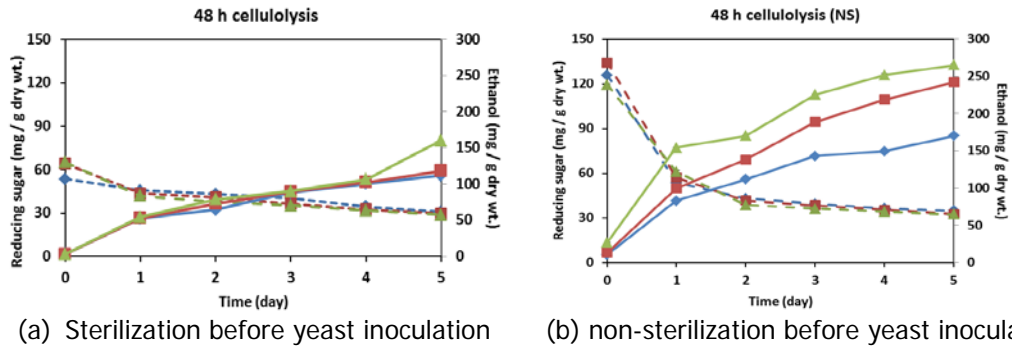 48 h cellulolysis
Reducing sugar (mg / g dry wt.)
150
120
90
60
30
0
300
250
200
150
100
50
0
Ethanol (mg / g dry wt.)
0 1 2 3 4 5
Time (day)
(a) Sterilization before yeast inoculation
48 h cellulolysis (NS)
Reducing sugar (mg / g dry wt.)
150
120
90
60
30
0
300
250
200
150
100
50
0
Ethanol (mg / g dry wt.)
0 1 2 3 4 5
Time (day)
(b) non-sterilization before yeast inocula